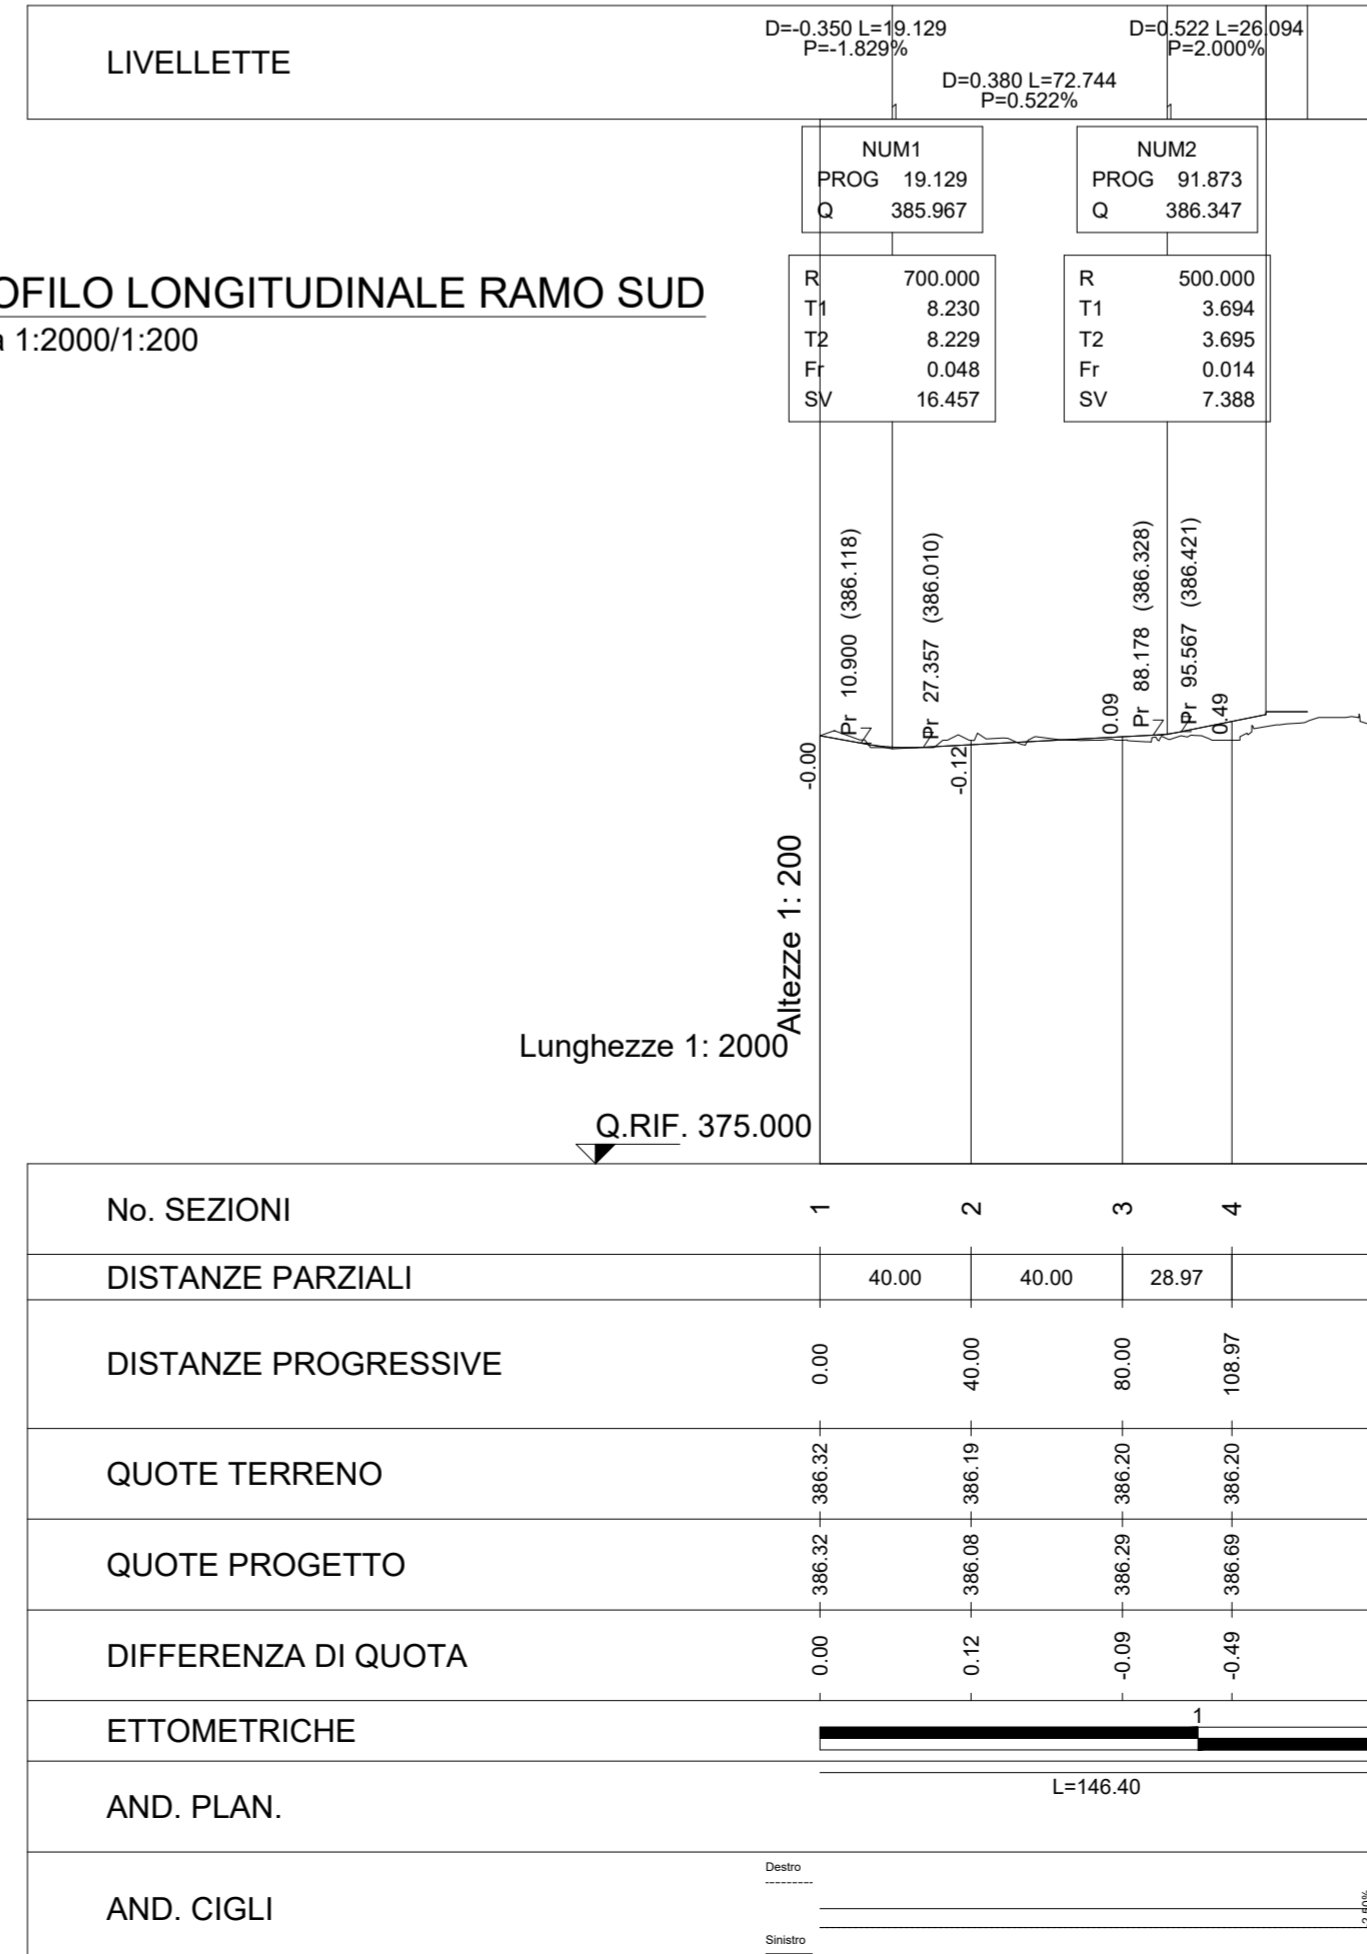 LIVELLETTE
D=-0.350 L=19.129
P=-1.829%
D=0.380 L=72.744
P=0.522%
D=0.522 L=26.094
P=2.000%
1
1
NUM1
PROG 19.129
Q 385.967
NUM2
PROG 91.873
Q 386.347
R 700.000
T1 8.230
T2 8.229
Fr 0.048
SV 16.457
R 500.000
T1 3.694
T2 3.695
Fr 0.014
SV 7.388
OFILO LONGITUDINALE RAMO SUD
a 1:2000/1:200
Pr 10.900 (386.118)
Pr 27.357 (386.010)
Pr 88.178 (386.328)
Pr 95.567 (386.421)
-0.00
-0.12
0.09
0.49
Altezze 1: 200
Lunghezze 1: 2000
Q.RIF. 375.000
No. SEZIONI 1 2 3 4
DISTANZE PARZIALI 40.00 40.00 28.97
DISTANZE PROGRESSIVE 0.00 40.00 80.00 108.97
QUOTE TERRENO 386.32 386.19 386.20 386.20
QUOTE PROGETTO 386.32 386.08 386.29 386.69
DIFFERENZA DI QUOTA 0.00 0.12 -0.09 -0.49
ETTOMETRICHE 1
AND. PLAN. L=146.40
AND. CIGLI
Destro
Sinistro